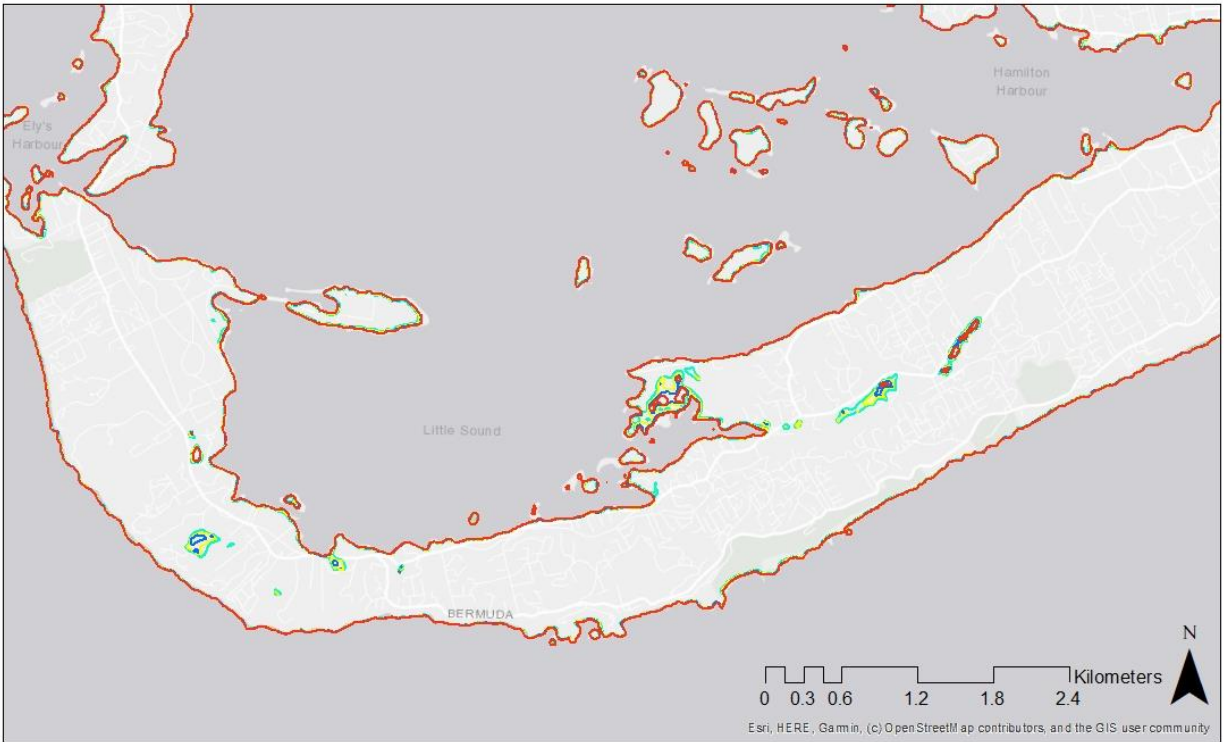 Hamilton
Harbour
Ely's
Harbour
Little Sound
BERMUDA
N
Kilometers
0 0.3 0.6 1.2 1.8 2.4
Esri, HERE, Garmin, (c) OpenStreetMap contributors, and the GIS user community